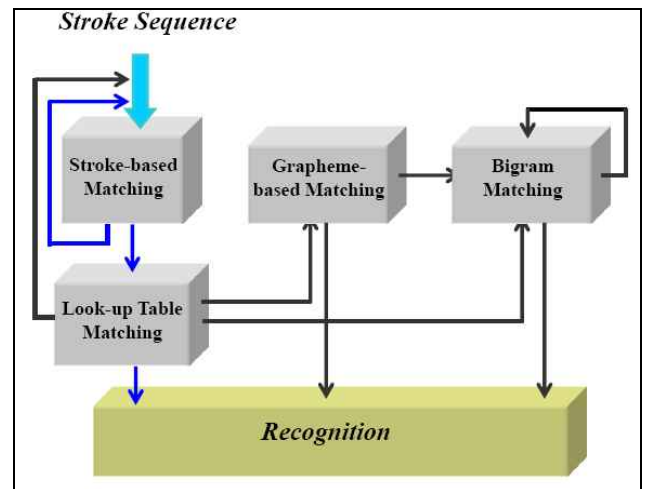 Stroke Sequence
Stroke-based
Matching
Grapheme-
based Matching
Bigram
Matching
Look-up Table
Matching
Recognition